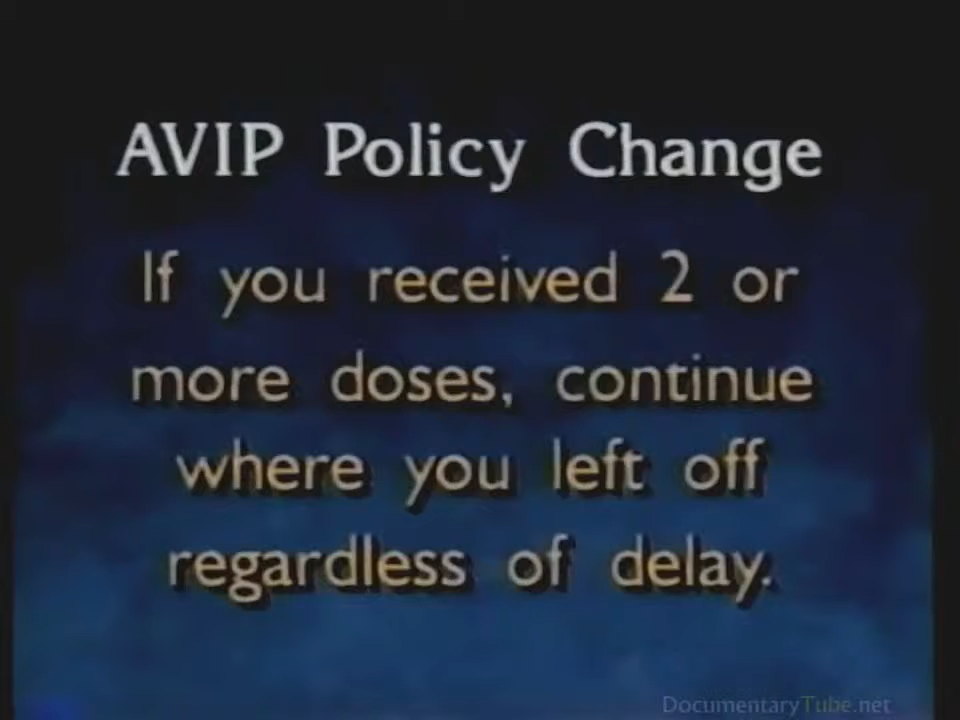 AVIP Policy Change
If you received 2 or
more doses, continue
where you left off
regardless of delay.
DocumentaryTube.net